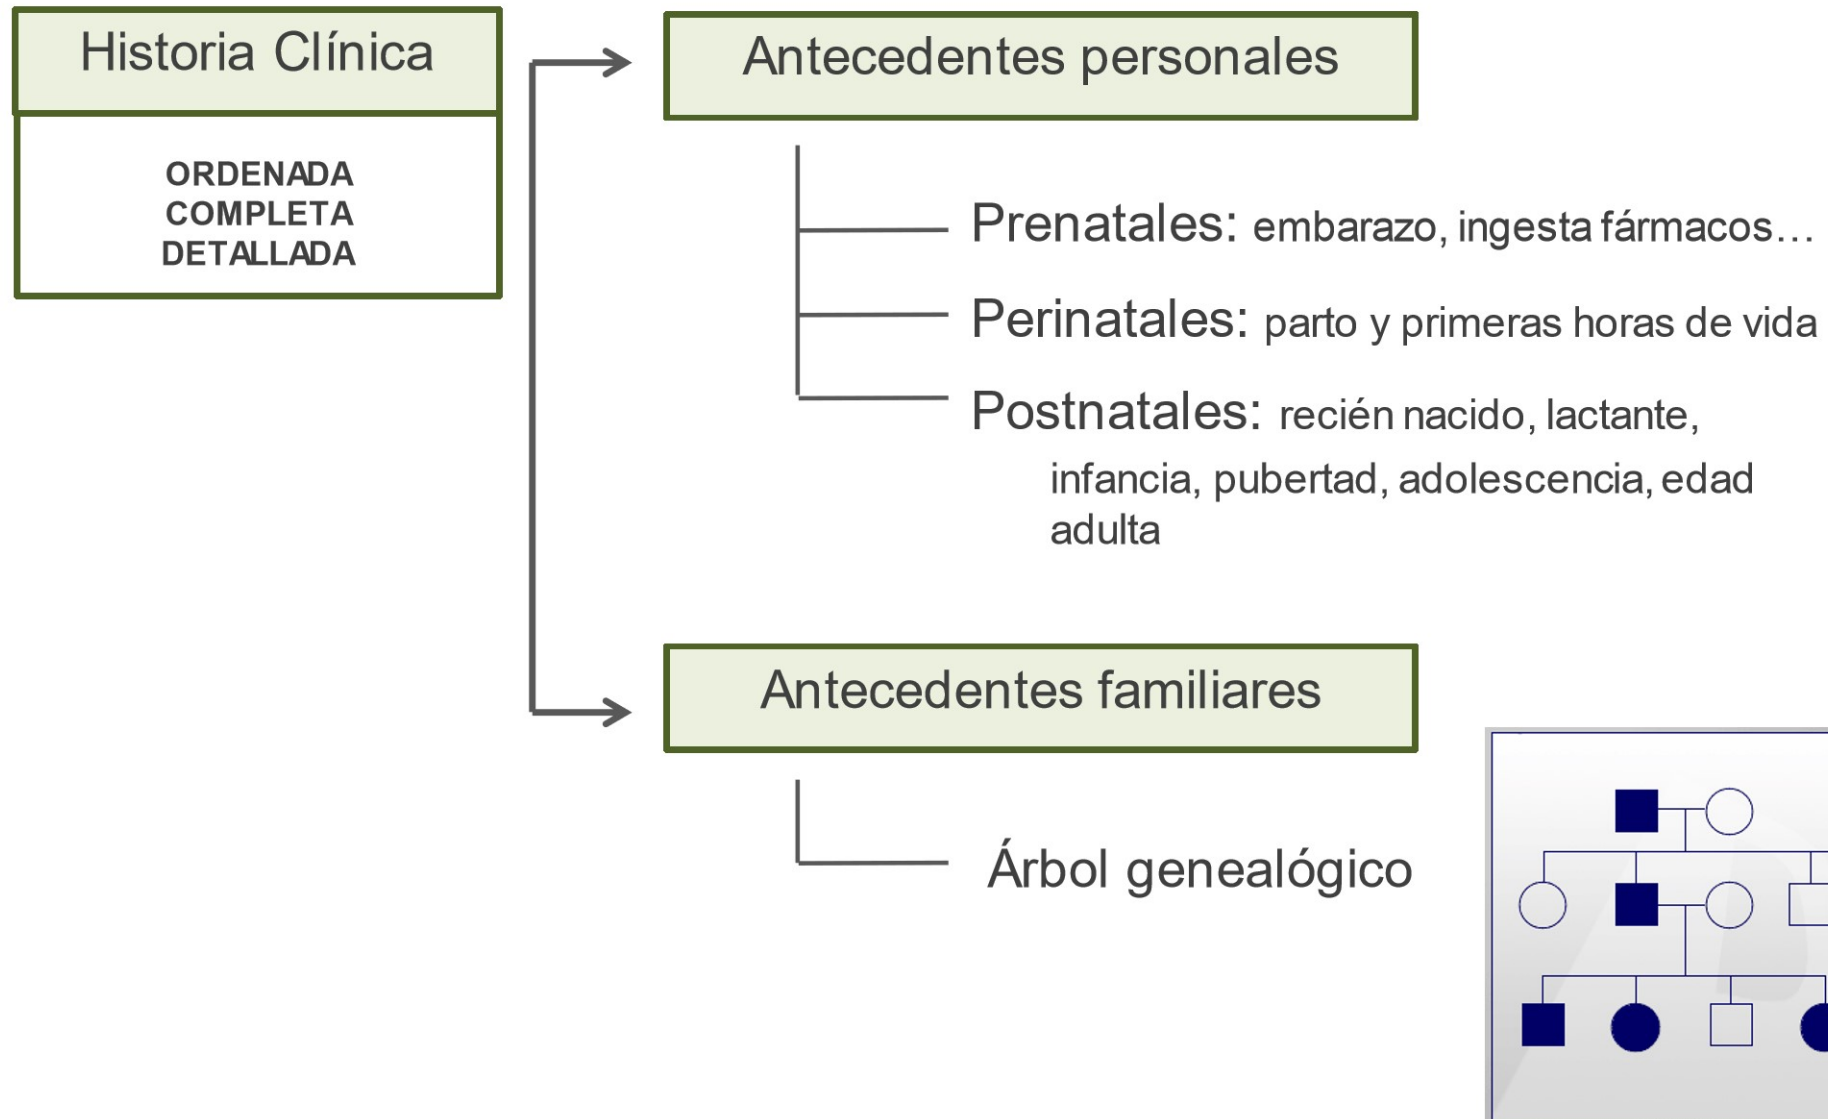 Historia Clínica
ORDENADA
COMPLETA
DETALLADA
Antecedentes personales
Prenatales: embarazo, ingesta fármacos…
Perinatales: parto y primeras horas de vida
Postnatales: recién nacido, lactante,
infancia, pubertad, adolescencia, edad
adulta
Antecedentes familiares
Árbol genealógico